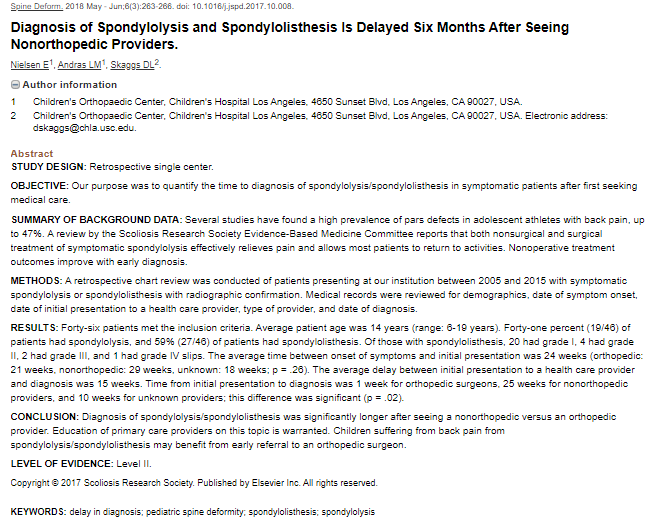 Spine Deform. 2018 May - Jun;6(3):263-266. doi: 10.1016/j.jspd.2017.10.008.
Diagnosis of Spondylolysis and Spondylolisthesis Is Delayed Six Months After Seeing
Nonorthopedic Providers.
Nielsen E1, Andras LM1, Skaggs DL2.
Author information
1 Children's Orthopaedic Center, Children's Hospital Los Angeles, 4650 Sunset Blvd, Los Angeles, CA 90027, USA.
2 Children's Orthopaedic Center, Children's Hospital Los Angeles, 4650 Sunset Blvd, Los Angeles, CA 90027, USA. Electronic address:
dskaggs@chla.usc.edu.
Abstract
STUDY DESIGN: Retrospective single center.
OBJECTIVE: Our purpose was to quantify the time to diagnosis of spondylolysis/spondylolisthesis in symptomatic patients after first seeking
medical care.
SUMMARY OF BACKGROUND DATA: Several studies have found a high prevalence of pars defects in adolescent athletes with back pain, up
to 47%. A review by the Scoliosis Research Society Evidence-Based Medicine Committee reports that both nonsurgical and surgical
treatment of symptomatic spondylolysis effectively relieves pain and allows most patients to return to activities. Nonoperative treatment
outcomes improve with early diagnosis.
METHODS: A retrospective chart review was conducted of patients presenting at our institution between 2005 and 2015 with symptomatic
spondylolysis or spondylolisthesis with radiographic confirmation. Medical records were reviewed for demographics, date of symptom onset,
date of initial presentation to a health care provider, type of provider, and date of diagnosis.
RESULTS: Forty-six patients met the inclusion criteria. Average patient age was 14 years (range: 6-19 years). Forty-one percent (19/46) of
patients had spondylolysis, and 59% (27/46) of patients had spondylolisthesis. Of those with spondylolisthesis, 20 had grade I, 4 had grade
II, 2 had grade III, and 1 had grade IV slips. The average time between onset of symptoms and initial presentation was 24 weeks (orthopedic:
21 weeks, nonorthopedic: 29 weeks, unknown: 18 weeks; p = .26). The average delay between initial presentation to a health care provider
and diagnosis was 15 weeks. Time from initial presentation to diagnosis was 1 week for orthopedic surgeons, 25 weeks for nonorthopedic
providers, and 10 weeks for unknown providers; this difference was significant (p = .02).
CONCLUSION: Diagnosis of spondylolysis/spondylolisthesis was significantly longer after seeing a nonorthopedic versus an orthopedic
provider. Education of primary care providers on this topic is warranted. Children suffering from back pain from
spondylolysis/spondylolisthesis may benefit from early referral to an orthopedic surgeon.
LEVEL OF EVIDENCE: Level II.
Copyright © 2017 Scoliosis Research Society. Published by Elsevier Inc. All rights reserved.
KEYWORDS: delay in diagnosis; pediatric spine deformity; spondylolisthesis; spondylolysis